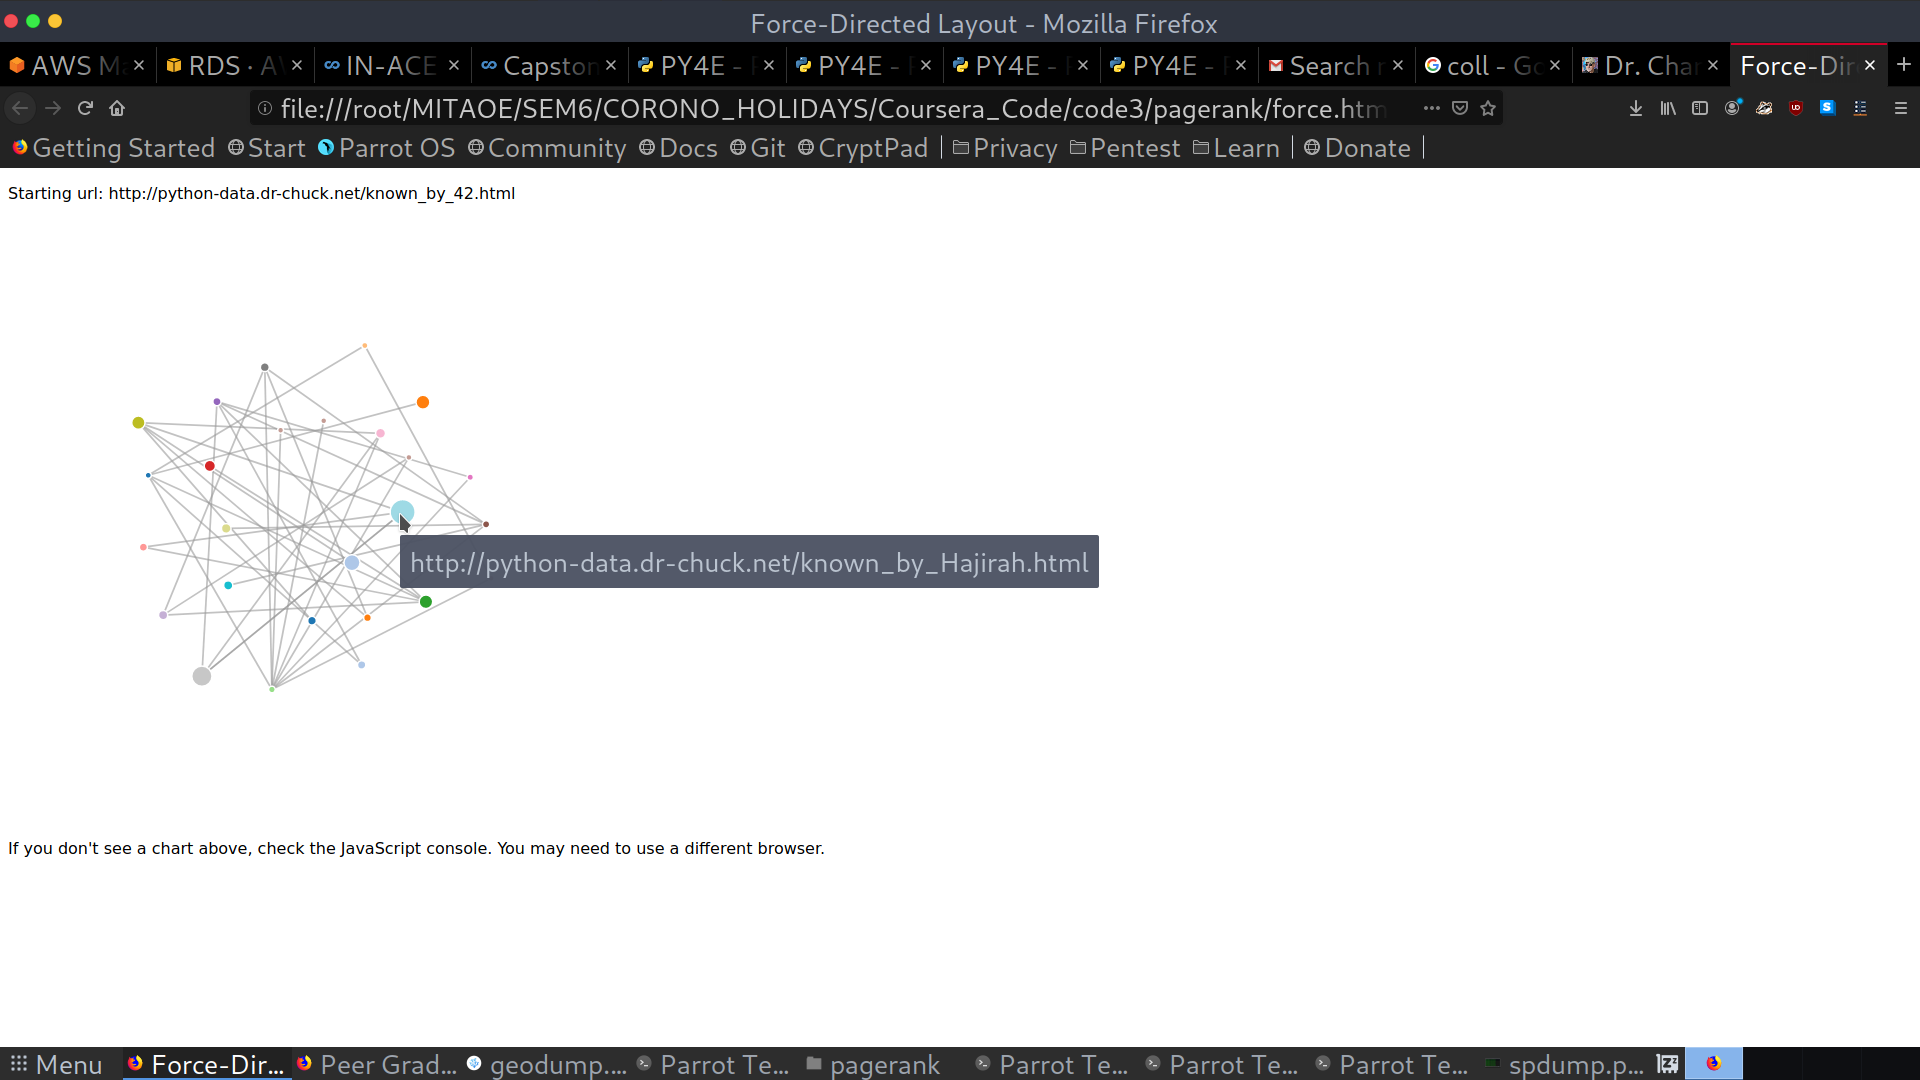 Force-Directed Layout - Mozilla Firefox
AWS M
RDS · A
IN-ACE
Capston
PY4E -
PY4E -
PY4E -
PY4E -
Search
coll - Go
Dr. Char
Force-Dir
file:///root/MITAOE/SEM6/CORONO_HOLIDAYS/Coursera_Code/code3/pagerank/force.htm
Getting Started Start Parrot OS Community Docs Git CryptPad Privacy Pentest Learn Donate
Starting url: http://python-data.dr-chuck.net/known_by_42.html
http://python-data.dr-chuck.net/known_by_Hajirah.html
If you don't see a chart above, check the JavaScript console. You may need to use a different browser.
Menu Force-Dir... Peer Grad... geodump.... Parrot Te... pagerank Parrot Te... Parrot Te... Parrot Te... spdump.p...